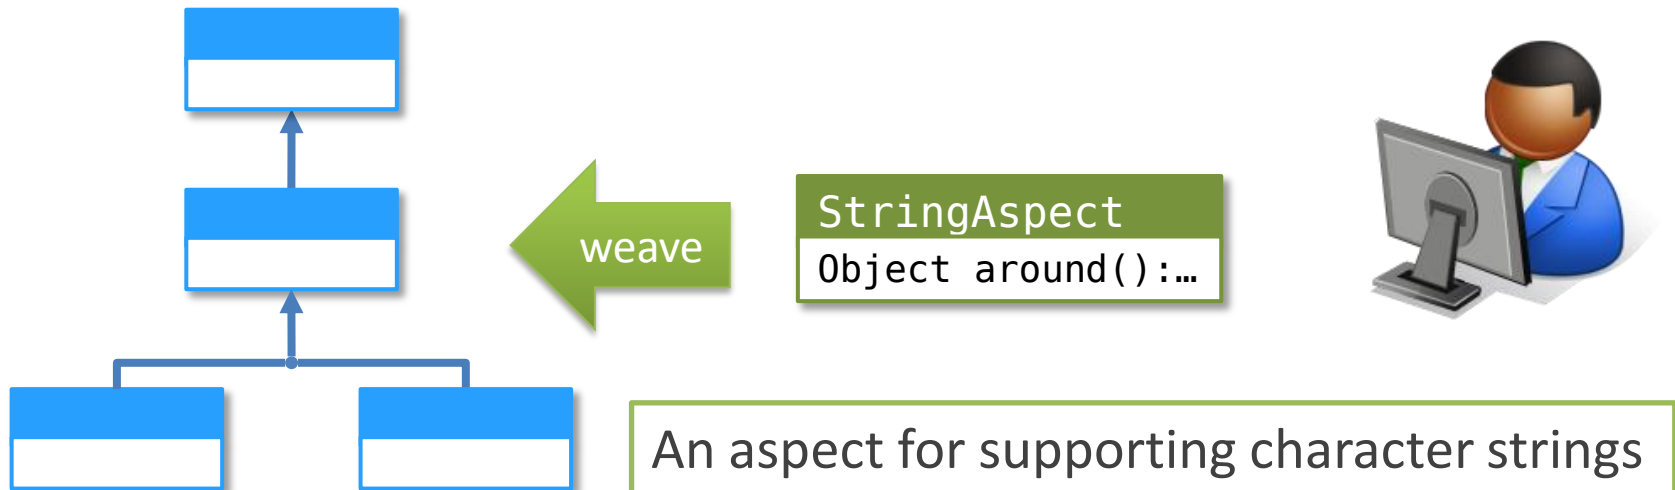 weave
StringAspect
Object around():…
An aspect for supporting character strings